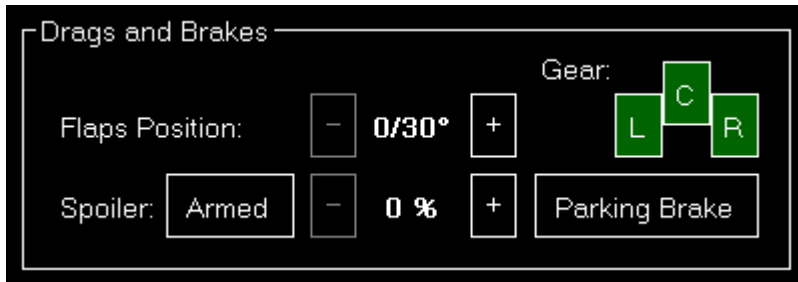 Drags and Brakes
Gear:
C
Flaps Position: − 0/30° + L R
Spoiler: Armed − 0 % + Parking Brake